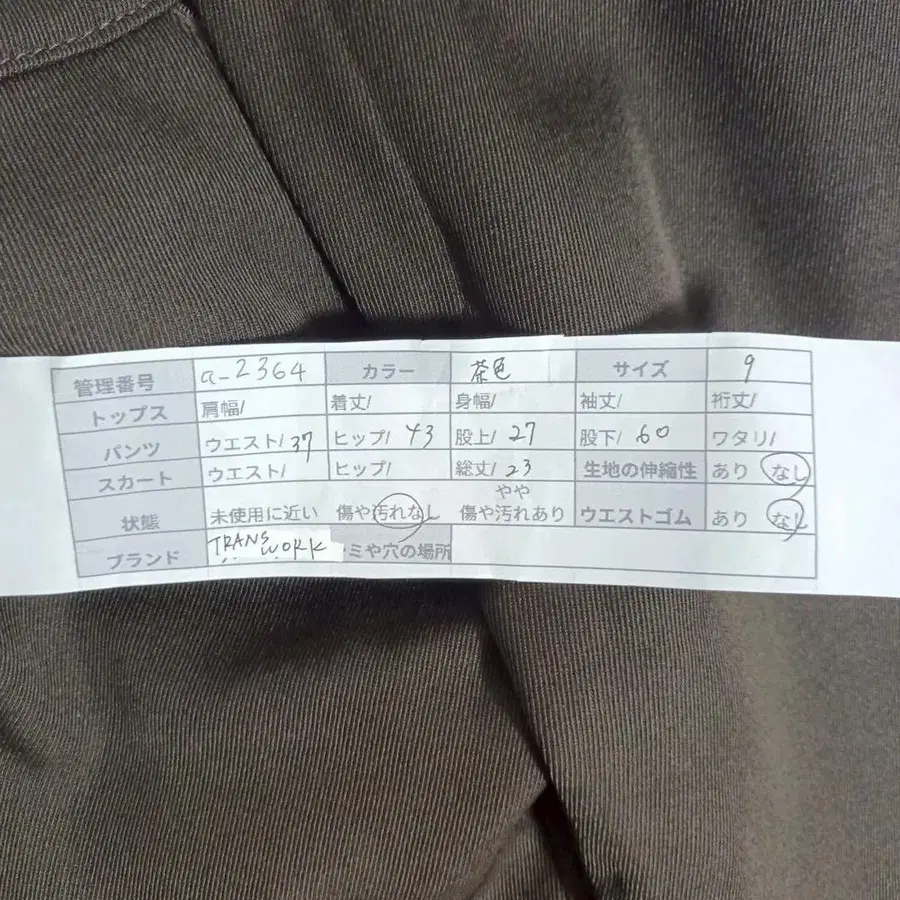 管理番号 a-2364 カラー 茶色 サイズ 9
トップス 肩幅/ 着丈/ 身幅/ 袖丈/ 裄丈/
パンツ ウエスト/37 ヒップ/ 43 股上/ 27 股下/ 60 ワタリ/
スカート ウエスト/ ヒップ/ 総丈/23 生地の伸縮性 あり なし
やや
状態 未使用に近い 傷や汚れなし 傷や汚れあり ウエストゴム あり なし
ブランド TRANS WORK ミや穴の場所